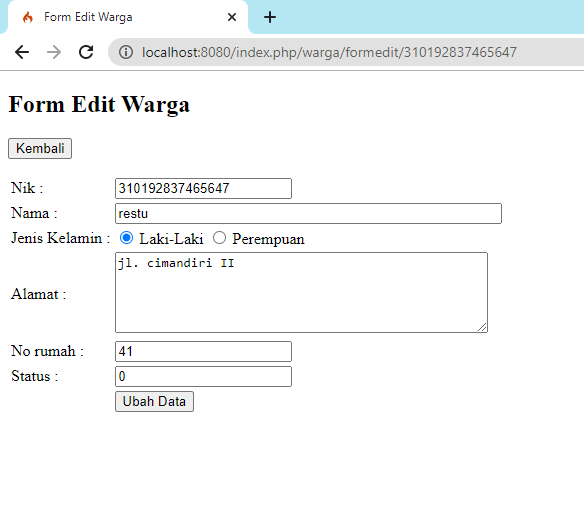 Form Edit Warga
localhost:8080/index.php/warga/formedit/310192837465647
Form Edit Warga
Kembali
Nik : 310192837465647
Nama : restu
Jenis Kelamin : Laki-Laki Perempuan
Alamat : jl. cimandiri II
No rumah : 41
Status : 0
Ubah Data